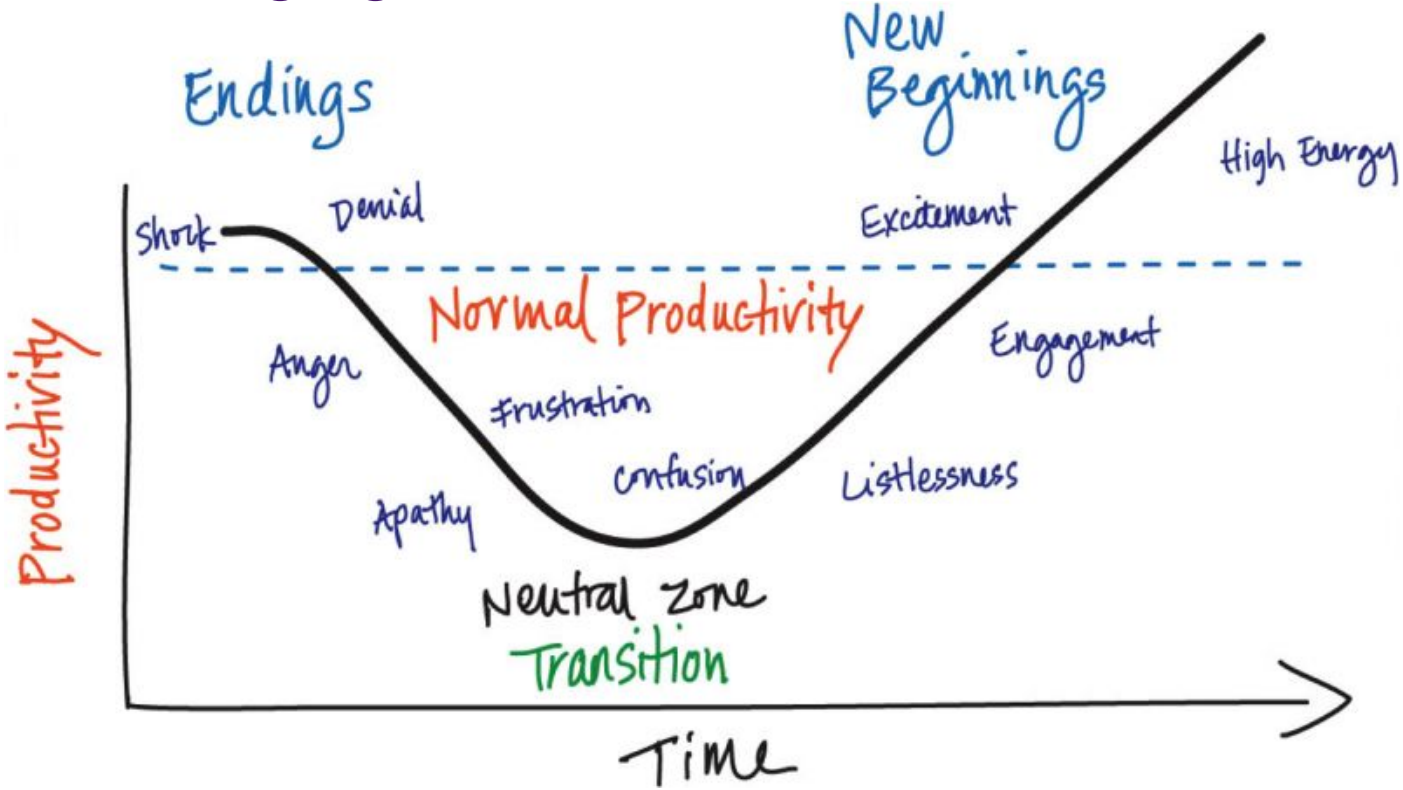 Endings
New
Beginnings
High Energy
Denial
Shock
Excitement
Normal Productivity
Engagement
Anger
Frustration
Confusion
Listlessness
Apathy
Productivity
Neutral Zone
Transition
Time